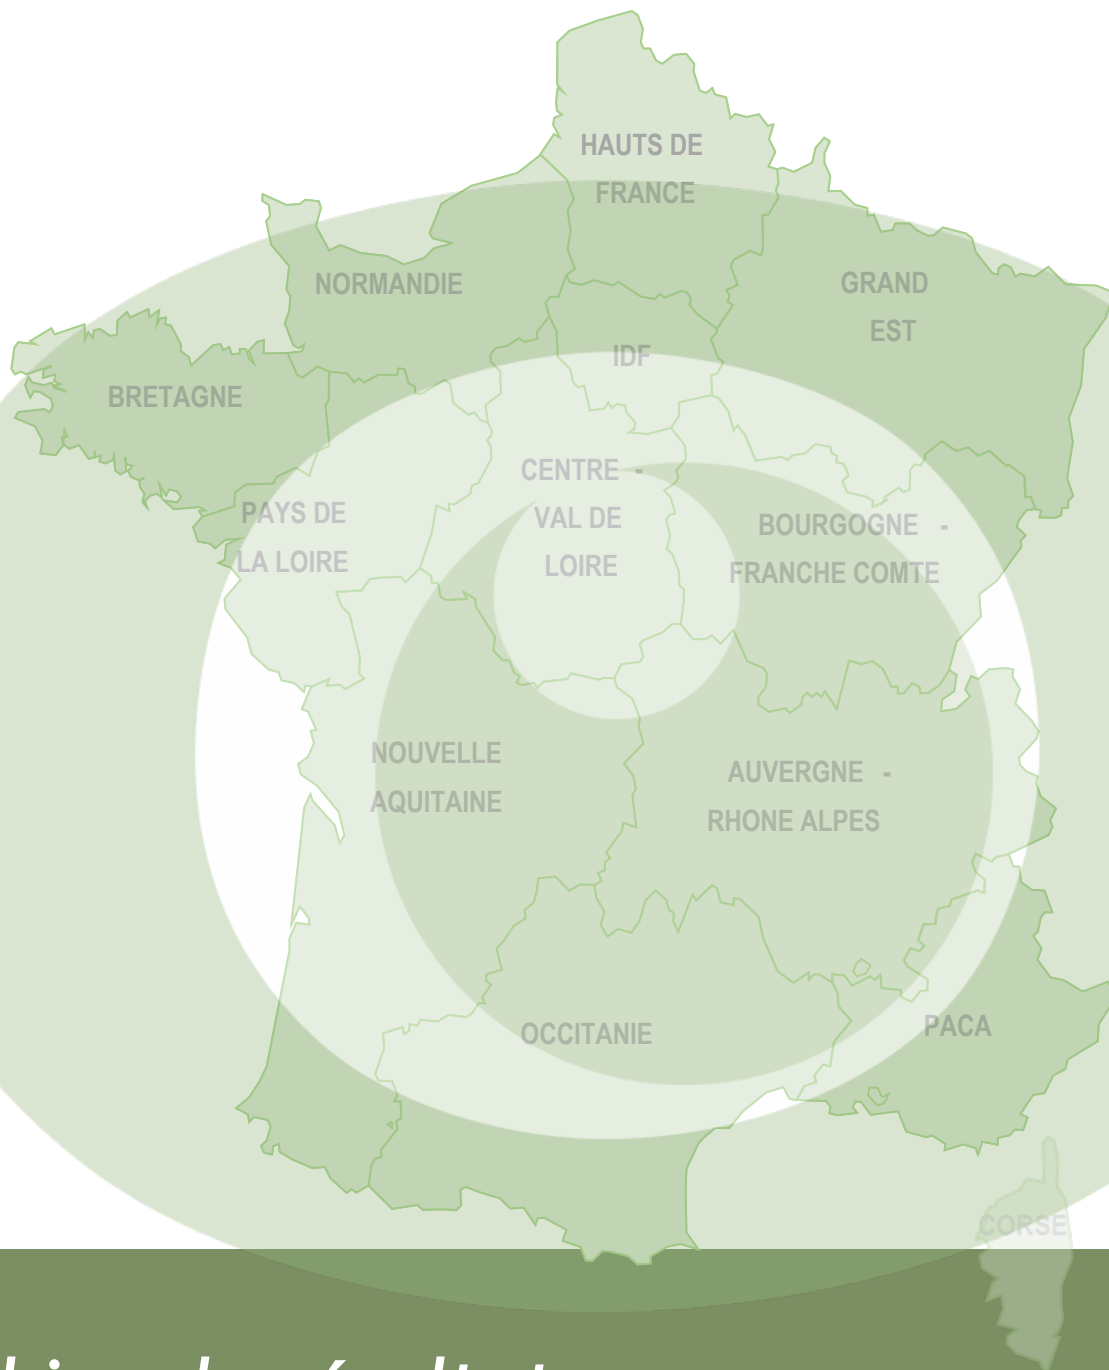 HAUTS DE
FRANCE
NORMANDIE
GRAND
EST
IDF
BRETAGNE
CENTRE -
VAL DE
LOIRE
PAYS DE
LA LOIRE
BOURGOGNE -
FRANCHE COMTE
NOUVELLE
AQUITAINE
AUVERGNE -
RHONE ALPES
OCCITANIE
PACA
CORSE